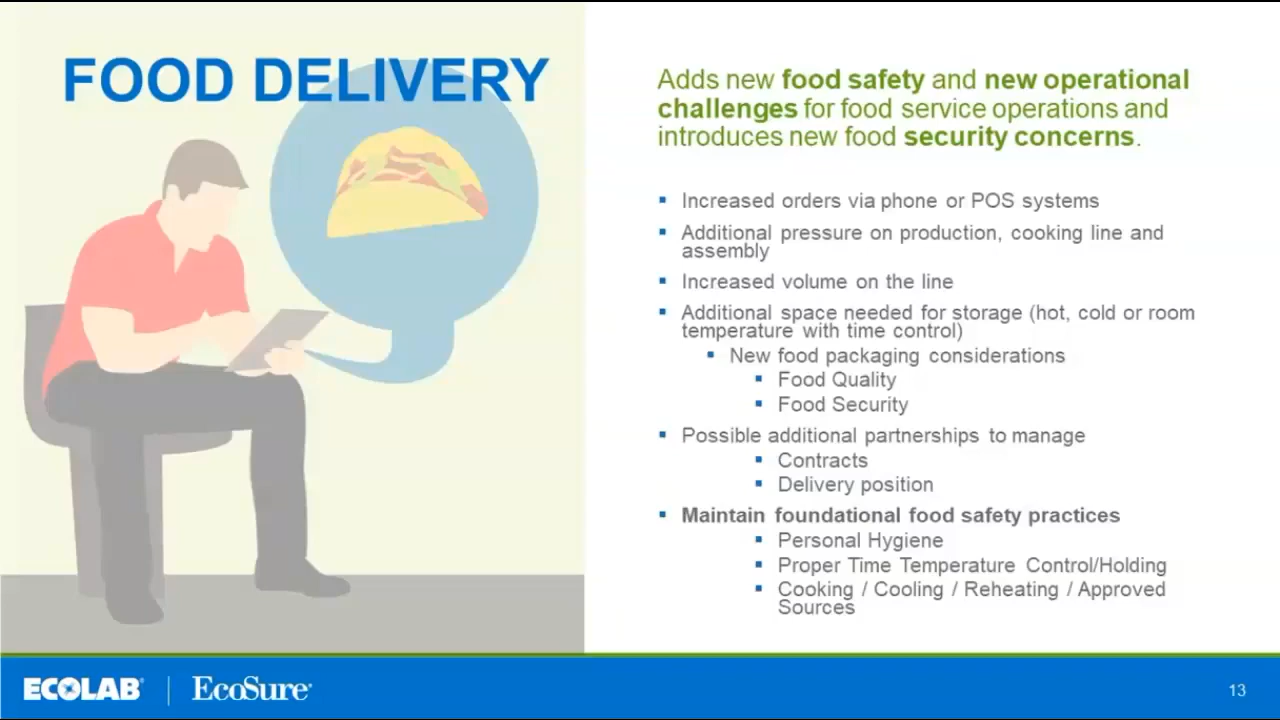 FOOD DELIVERY
Adds new food safety and new operational
challenges for food service operations and
introduces new food security concerns.
Increased orders via phone or POS systems
Additional pressure on production, cooking line and
assembly
Increased volume on the line
Additional space needed for storage (hot, cold or room
temperature with time control)
New food packaging considerations
Food Quality
Food Security
Possible additional partnerships to manage
Contracts
Delivery position
Maintain foundational food safety practices
Personal Hygiene
Proper Time Temperature Control/Holding
Cooking / Cooling / Reheating / Approved
Sources
ECOLAB | EcoSure
13